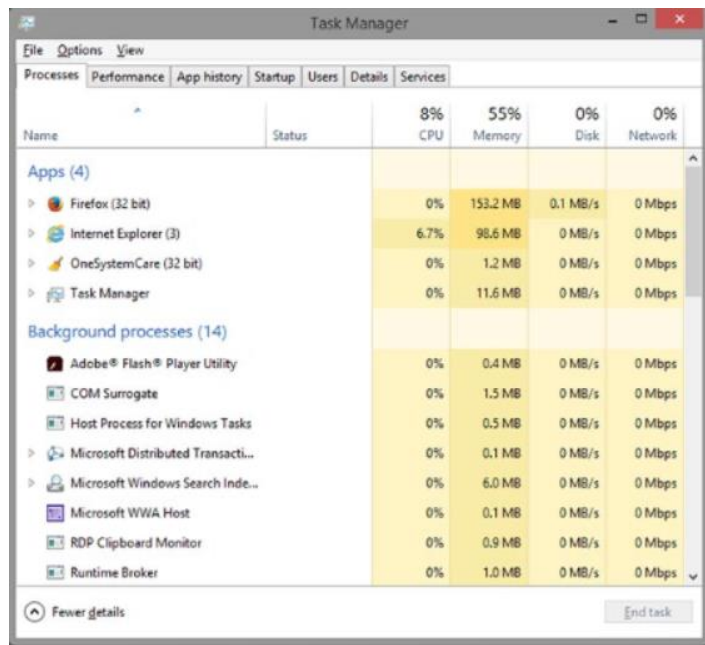 Task Manager
File Options View
Processes Performance App history Startup Users Details Services
8% 55% 0% 0%
Name Status CPU Memory Disk Network
Apps (4)
Firefox (32 bit) 0% 153.2 MB 0.1 MB/s 0 Mbps
Internet Explorer (3) 6.7% 98.6 MB 0 MB/s 0 Mbps
OneSystemCare (32 bit) 0% 1.2 MB 0 MB/s 0 Mbps
Task Manager 0% 11.6 MB 0 MB/s 0 Mbps
Background processes (14)
Adobe® Flash® Player Utility 0% 0.4 MB 0 MB/s 0 Mbps
COM Surrogate 0% 1.5 MB 0 MB/s 0 Mbps
Host Process for Windows Tasks 0% 0.5 MB 0 MB/s 0 Mbps
Microsoft Distributed Transacti... 0% 0.1 MB 0 MB/s 0 Mbps
Microsoft Windows Search Inde... 0% 6.0 MB 0 MB/s 0 Mbps
Microsoft WWA Host 0% 0.1 MB 0 MB/s 0 Mbps
RDP Clipboard Monitor 0% 0.9 MB 0 MB/s 0 Mbps
Runtime Broker 0% 1.0 MB 0 MB/s 0 Mbps
Fewer details End task